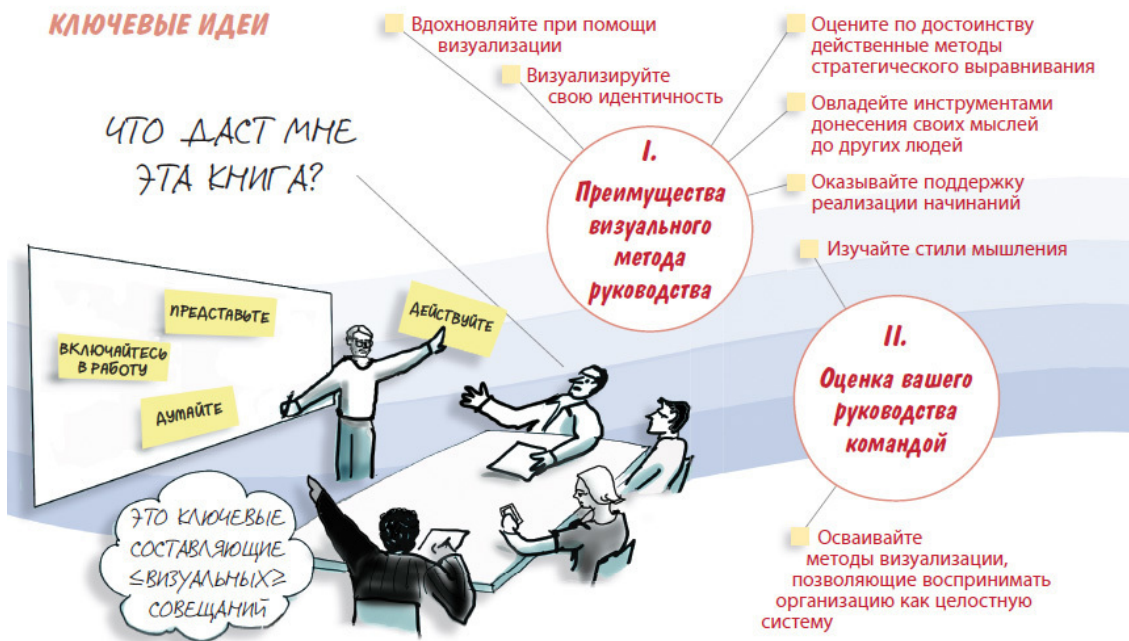 КЛЮЧЕВЫЕ ИДЕИ
ЧТО ДАСТ МНЕ
ЭТА КНИГА?
Вдохновляйте при помощи
визуализации
Визуализируйте
свою идентичность
Оцените по достоинству
действенные методы
стратегического выравнивания
Овладейте инструментами
донесения своих мыслей
до других людей
Оказывайте поддержку
реализации начинаний
I.
Преимущества
визуального
метода
руководства
Изучайте стили мышления
II.
Оценка вашего
руководства
командой
Осваивайте
методы визуализации,
позволяющие воспринимать
организацию как целостную
систему
ПРЕДСТАВЬТЕ
ВКЛЮЧАЙТЕСЬ
В РАБОТУ
ДУМАЙТЕ
ДЕЙСТВУЙТЕ
ЭТО КЛЮЧЕВЫЕ
СОСТАВЛЯЮЩИЕ
≤ВИЗУАЛЬНЫХ≥
СОВЕЩАНИЙ